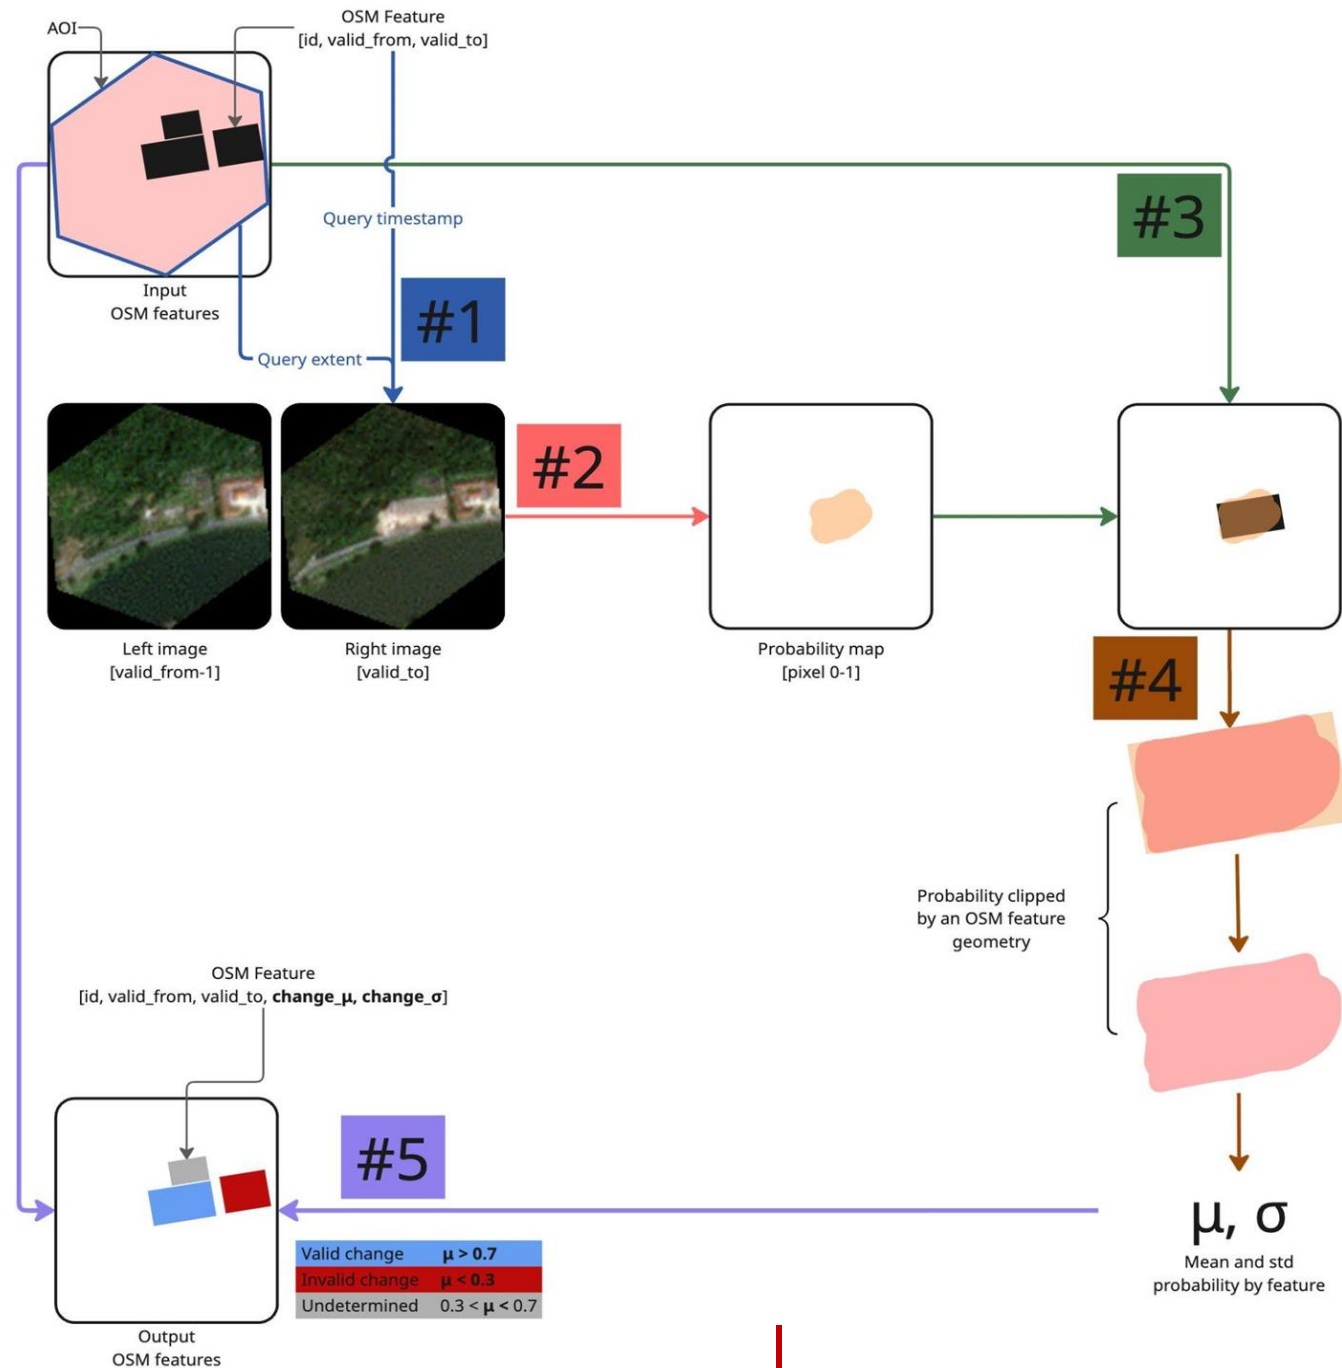 AOI
OSM Feature
[id, valid_from, valid_to]
Query timestamp
#3
Input
OSM features
#1
Query extent
#2
Left image
[valid_from-1]
Right image
[valid_to]
Probability map
[pixel 0-1]
#4
Probability clipped
by an OSM feature
geometry
OSM Feature
[id, valid_from, valid_to, change_μ, change_σ]
#5
μ, σ
Mean and std
probability by feature
Valid change μ > 0.7
Invalid change μ < 0.3
Undetermined 0.3 < μ < 0.7
Output
OSM features